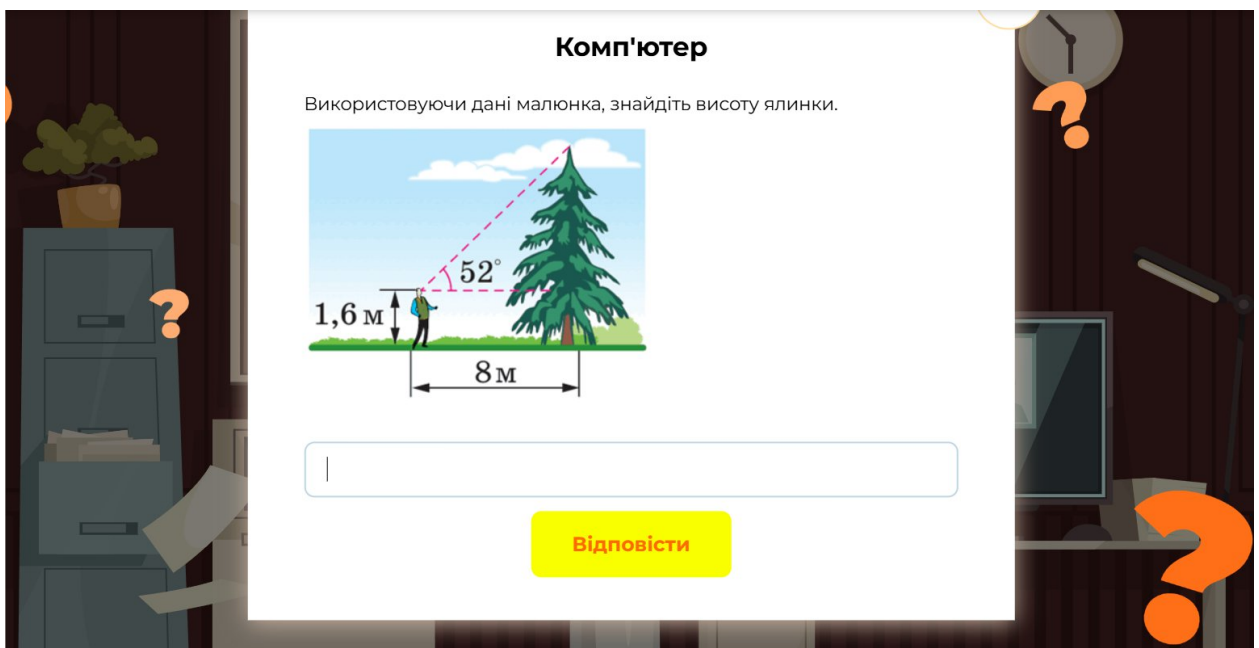 Комп'ютер
Використовуючи дані малюнка, знайдіть висоту ялинки.
52°
1,6 м
8 м
Відповісти